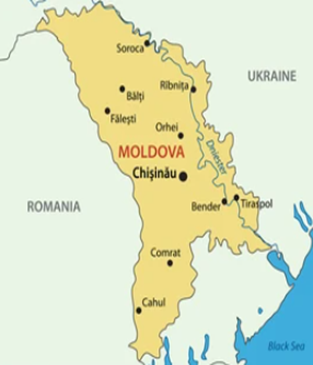 Soroca
UKRAINE
Rîbnița
Bălți
Fălești
Orhei
Dniester
MOLDOVA
Chișinău
ROMANIA
Bender
Tiraspol
Comrat
Cahul
Black Sea